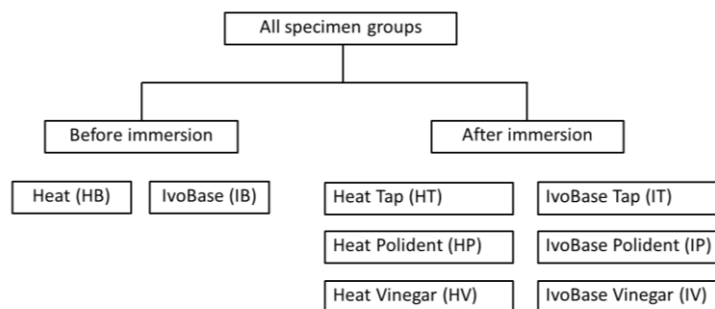 All specimen groups
Before immersion
After immersion
Heat (HB)
IvoBase (IB)
Heat Tap (HT)
IvoBase Tap (IT)
Heat Polident (HP)
IvoBase Polident (IP)
Heat Vinegar (HV)
IvoBase Vinegar (IV)